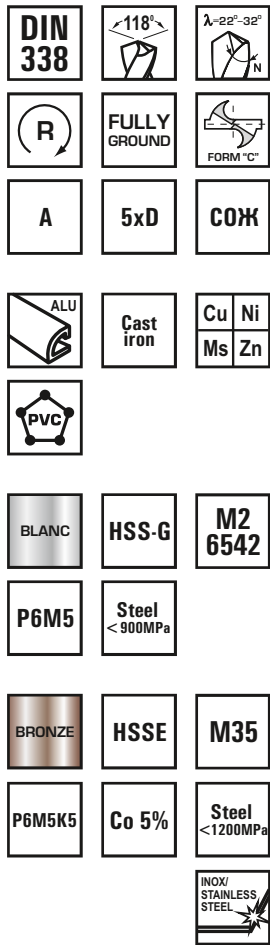 DIN
338
118°
λ=22°-32°
N
R
FULLY
GROUND
FORM "C"
A
5xD
СОЖ
ALU
Cast
iron
Cu Ni
Ms Zn
PVC
BLANC
HSS-G
M2
6542
P6M5
Steel
< 900MPa
BRONZE
HSSE
M35
P6M5K5
Co 5%
Steel
<1200MPa
INOX/
STAINLESS
STEEL